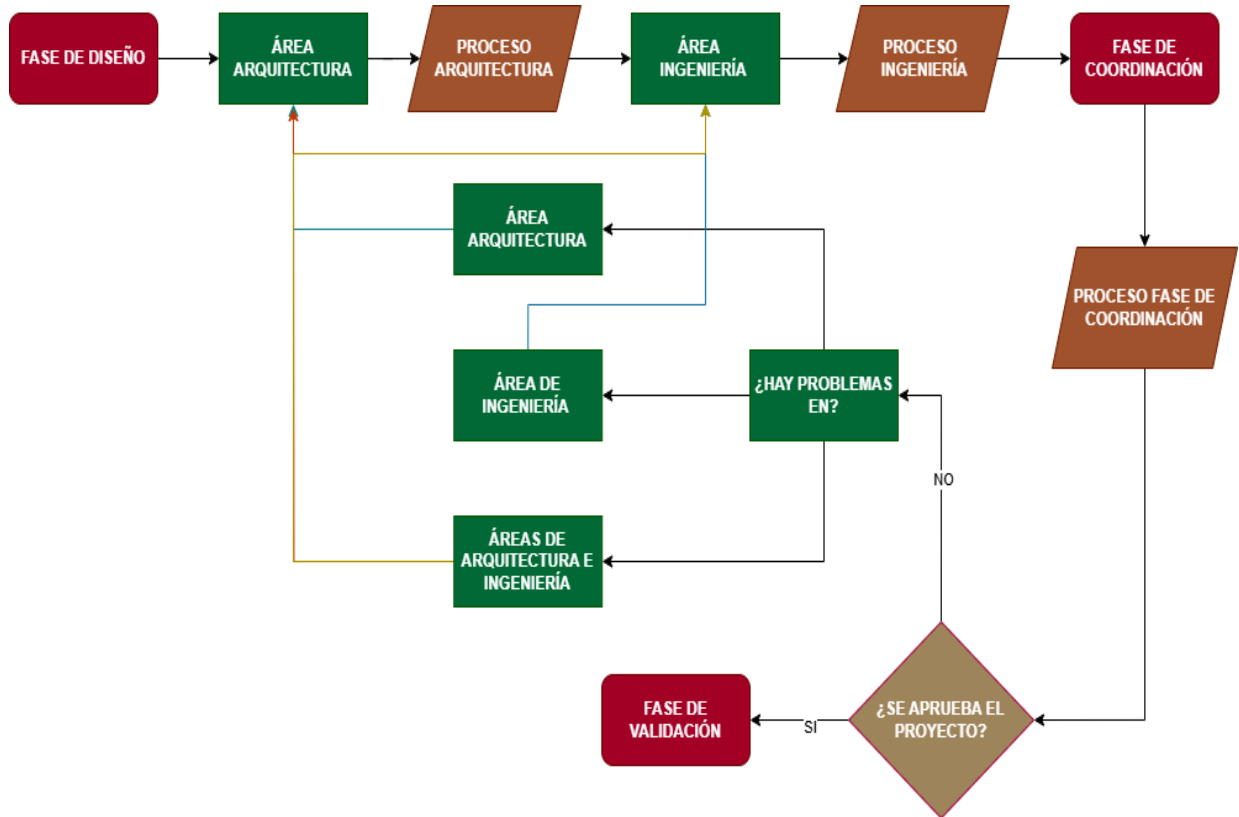 FASE DE DISEÑO
ÁREA
ARQUITECTURA
PROCESO
ARQUITECTURA
ÁREA
INGENIERÍA
PROCESO
INGENIERÍA
FASE DE
COORDINACIÓN
ÁREA
ARQUITECTURA
PROCESO FASE DE
COORDINACIÓN
ÁREA DE
INGENIERÍA
¿HAY PROBLEMAS
EN?
NO
ÁREAS DE
ARQUITECTURA E
INGENIERÍA
FASE DE
VALIDACIÓN
SI
¿SE APRUEBA EL
PROYECTO?